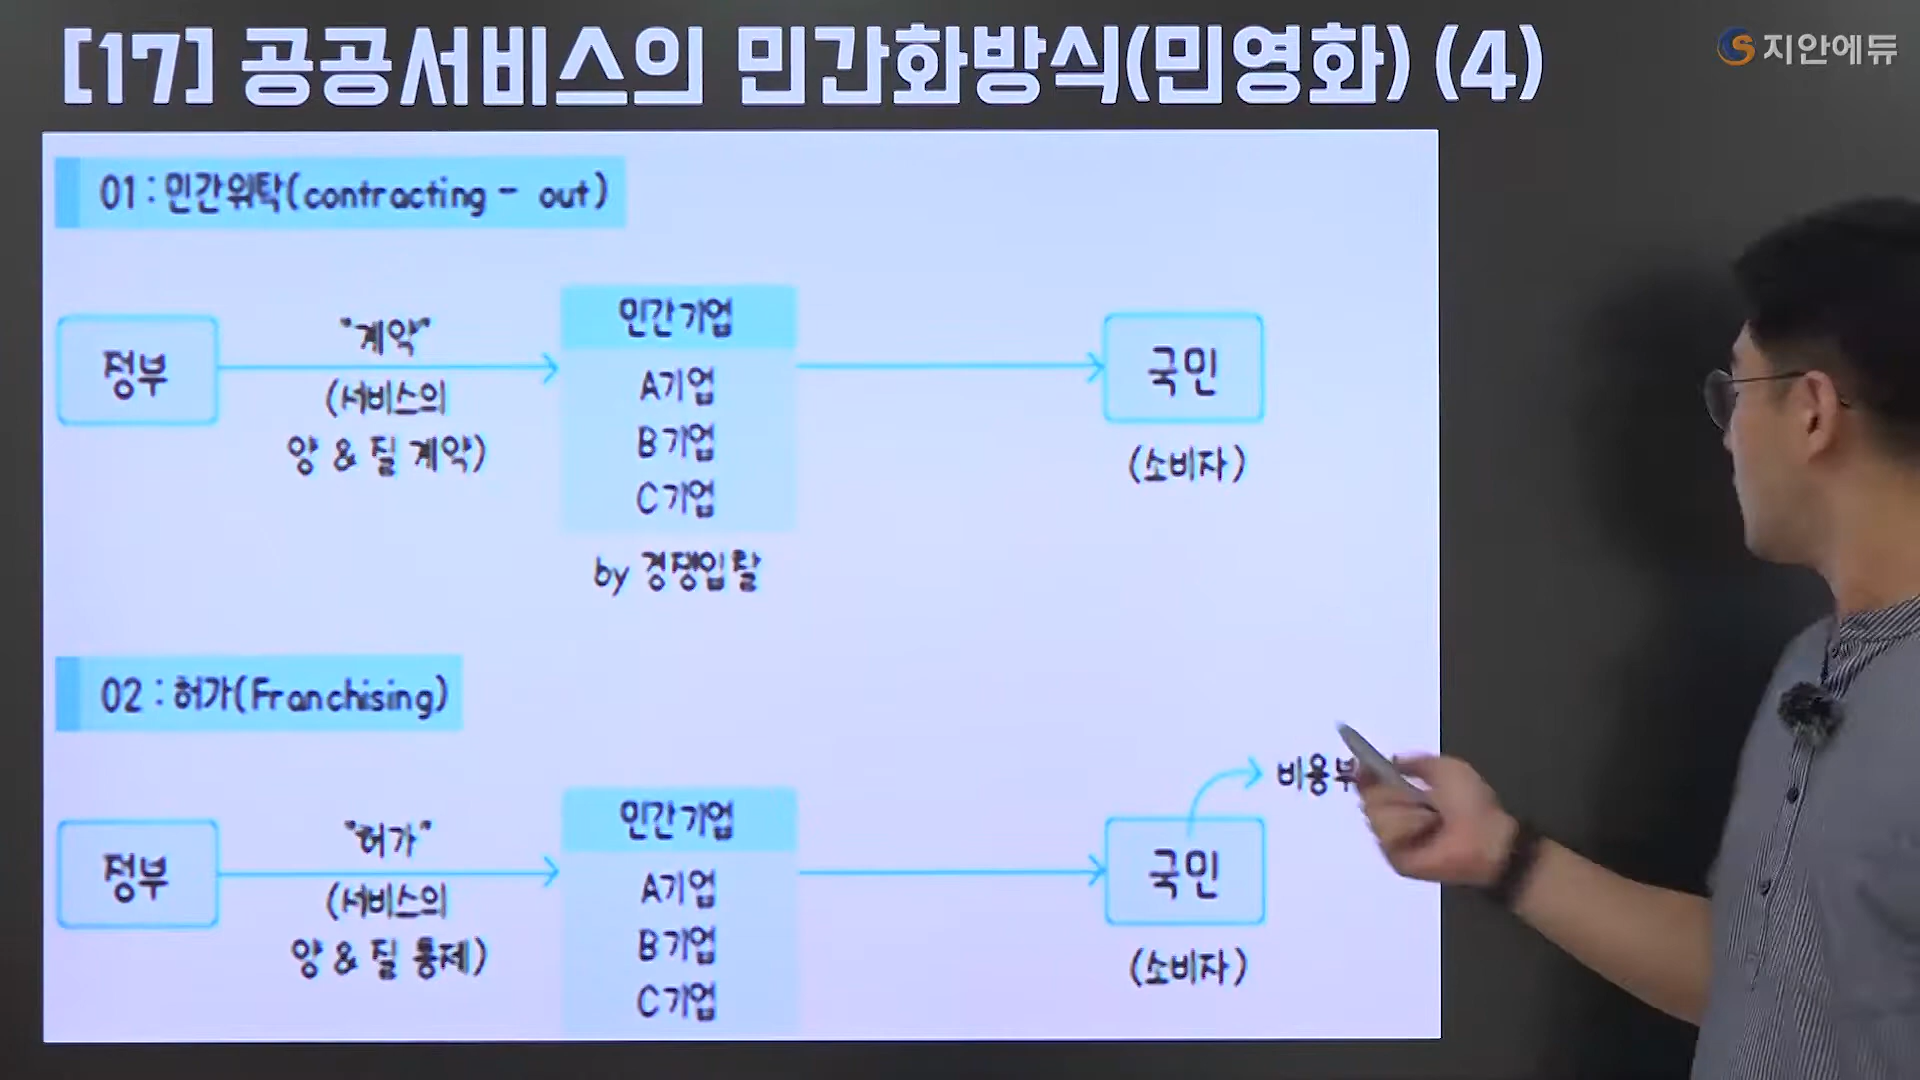 [17] 공공서비스의 민간화방식(민영화) (4)
지안에듀
01 : 민간위탁(contracting - out)
정부
"계약"
(서비스의
양 & 질 계약)
민간기업
A기업
B기업
C기업
by 경쟁입찰
국민
(소비자)
02 : 허가(Franchising)
정부
"허가"
(서비스의
양 & 질 통제)
민간기업
A기업
B기업
C기업
국민
(소비자)